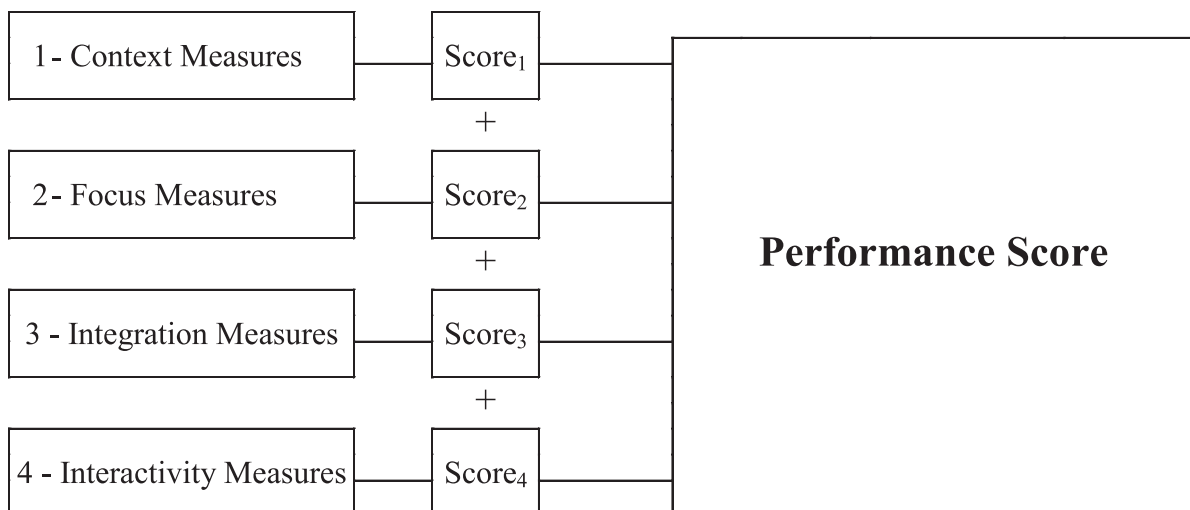 1- Context Measures
Score₁
+
2- Focus Measures
Score₂
+
3 - Integration Measures
Score₃
+
4 - Interactivity Measures
Score₄
Performance Score